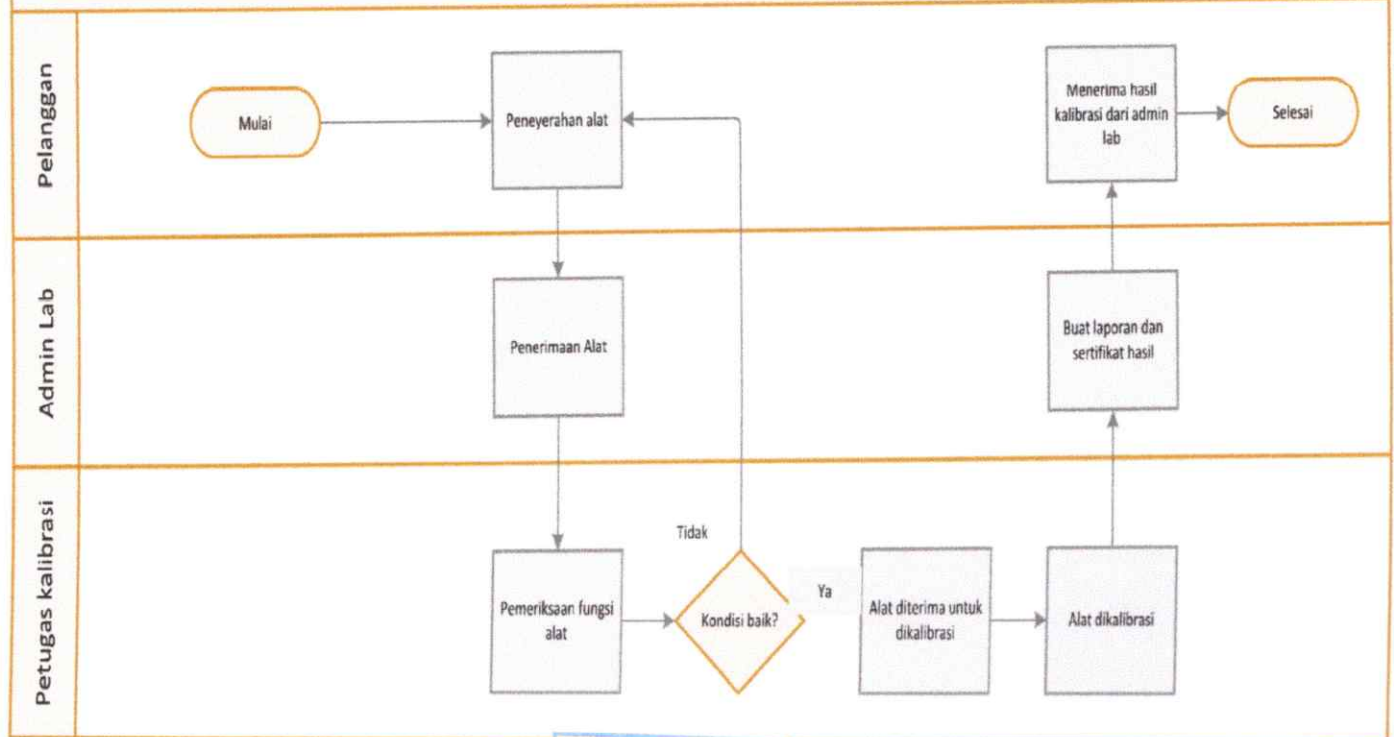 Pelanggan
Mulai
Peneyerahan alat
Menerima hasil
kalibrasi dari admin
lab
Selesai
Admin Lab
Penerimaan Alat
Buat laporan dan
sertifikat hasil
Petugas kalibrasi
Pemeriksaan fungsi
alat
Kondisi baik?
Tidak
Ya
Alat diterima untuk
dikalibrasi
Alat dikalibrasi